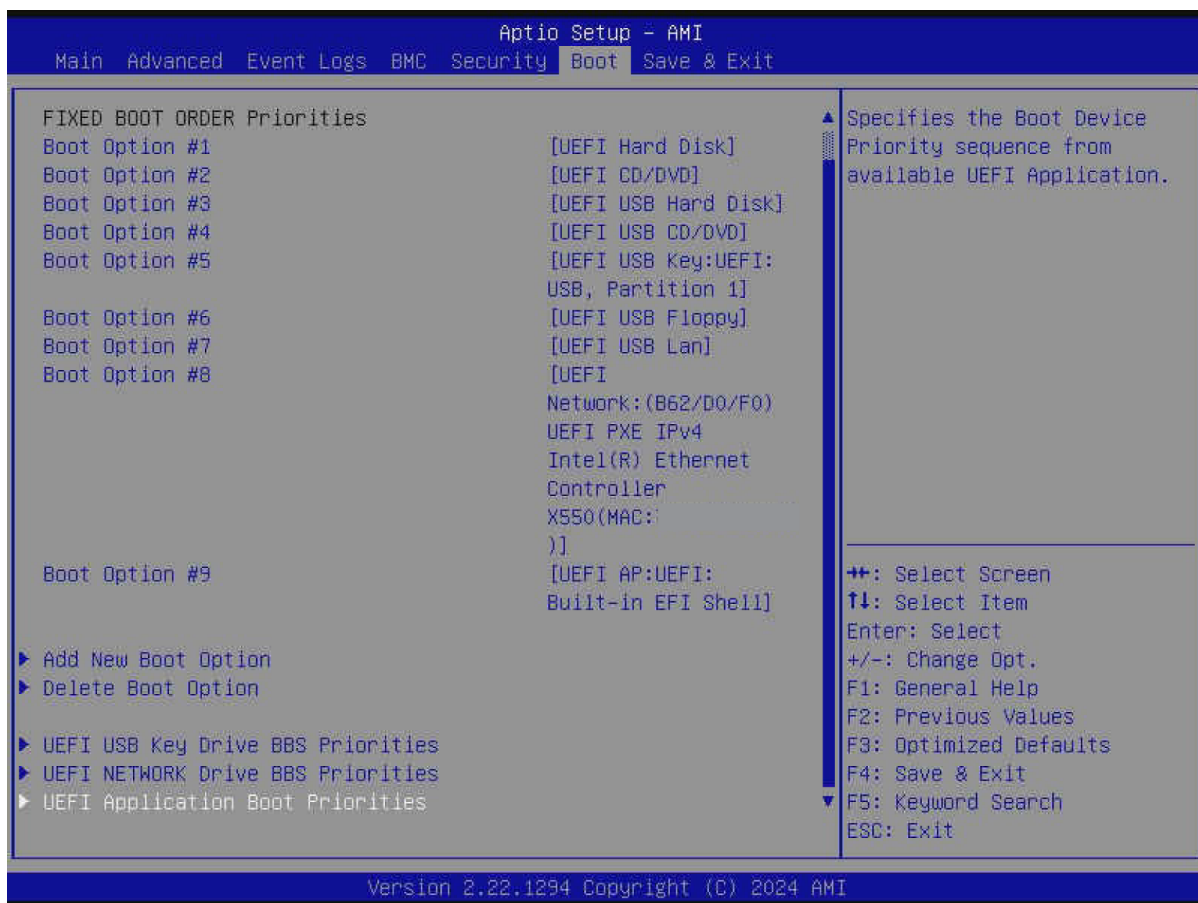 Aptio Setup – AMI
Main Advanced Event Logs BMC Security Boot Save & Exit
FIXED BOOT ORDER Priorities
Boot Option #1 [UEFI Hard Disk]
Boot Option #2 [UEFI CD/DVD]
Boot Option #3 [UEFI USB Hard Disk]
Boot Option #4 [UEFI USB CD/DVD]
Boot Option #5 [UEFI USB Key:UEFI:
USB, Partition 1]
Boot Option #6 [UEFI USB Floppy]
Boot Option #7 [UEFI USB Lan]
Boot Option #8 [UEFI
Network:(B62/D0/F0)
UEFI PXE IPv4
Intel(R) Ethernet
Controller
X550(MAC:
)]
Boot Option #9 [UEFI AP:UEFI:
Built-in EFI Shell]
Add New Boot Option
Delete Boot Option
UEFI USB Key Drive BBS Priorities
UEFI NETWORK Drive BBS Priorities
UEFI Application Boot Priorities
Specifies the Boot Device
Priority sequence from
available UEFI Application.
→←: Select Screen
↑↓: Select Item
Enter: Select
+/-: Change Opt.
F1: General Help
F2: Previous Values
F3: Optimized Defaults
F4: Save & Exit
F5: Keyword Search
ESC: Exit
Version 2.22.1294 Copyright (C) 2024 AMI